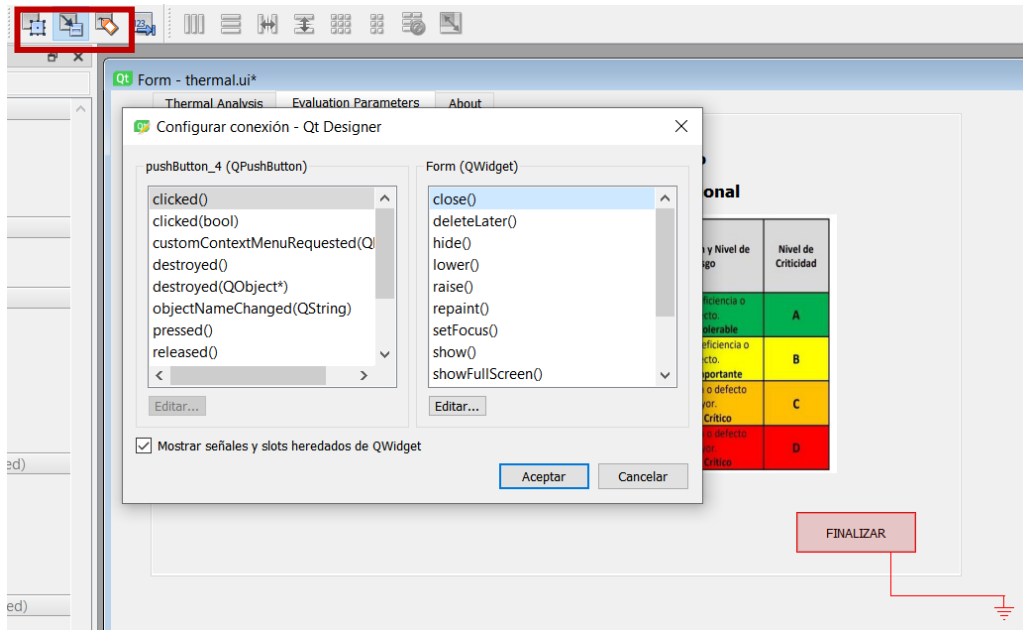 123
Qt Form - thermal.ui*
Thermal Analysis Evaluation Parameters About
Configurar conexión - Qt Designer
pushButton_4 (QPushButton)
clicked()
clicked(bool)
customContextMenuRequested(Q
destroyed()
destroyed(QObject*)
objectNameChanged(QString)
pressed()
released()
Editar...
Form (QWidget)
close()
deleteLater()
hide()
lower()
raise()
repaint()
setFocus()
show()
showFullScreen()
Editar...
Mostrar señales y slots heredados de QWidget
Aceptar Cancelar
onal
y Nivel de
sgo
Nivel de
Criticidad
ficiencia o
cto.
olerable
A
eficiencia o
cto.
portante
B
o defecto
yor.
Crítico
C
o defecto
yor.
Crítico
D
FINALIZAR
ed)
ed)